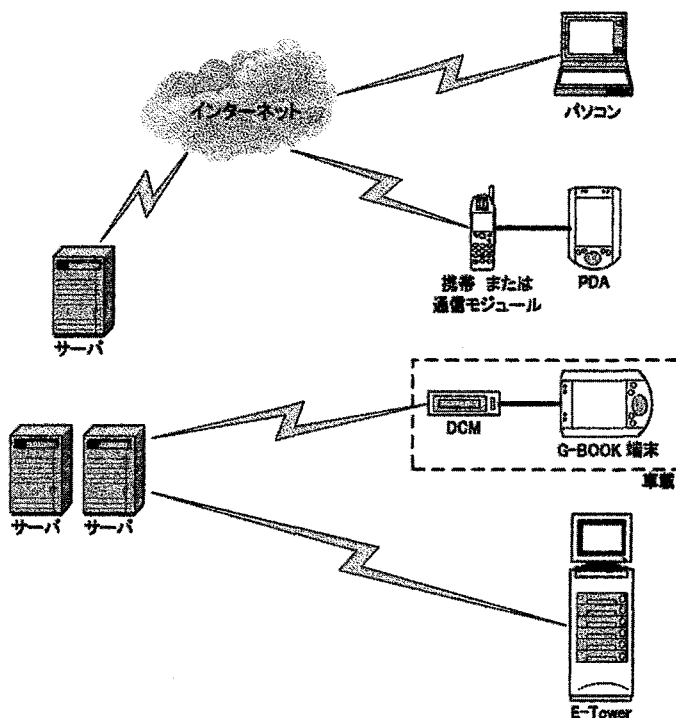 インターネット
パソコン
サーバ
携帯 または
通信モジュール
PDA
DCM
G-BOOK 端末
車載
サーバ
サーバ
E-Tower